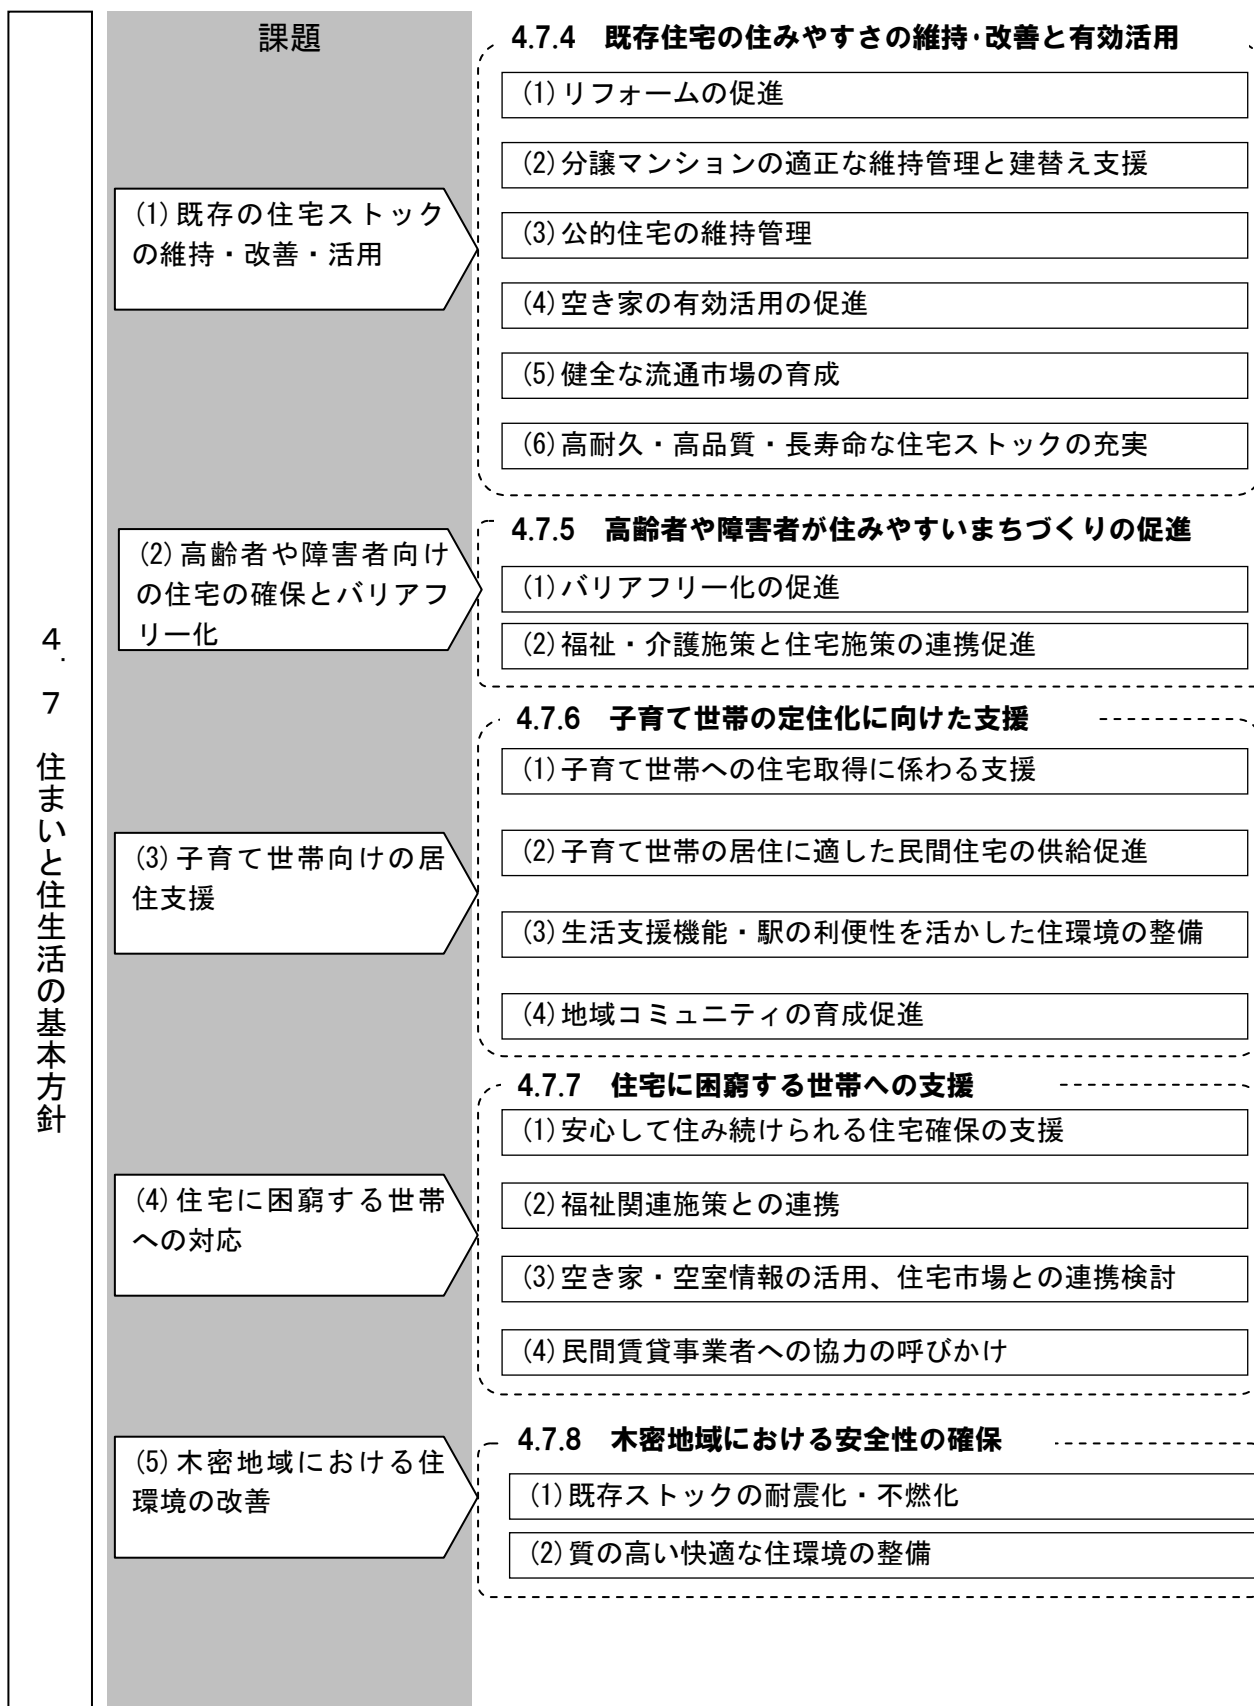 4.7 住まいと住生活の基本方針
課題
(1)既存の住宅ストック
の維持・改善・活用
4.7.4 既存住宅の住みやすさの維持・改善と有効活用
(1)リフォームの促進
(2)分譲マンションの適正な維持管理と建替え支援
(3)公的住宅の維持管理
(4)空き家の有効活用の促進
(5)健全な流通市場の育成
(6)高耐久・高品質・長寿命な住宅ストックの充実
(2)高齢者や障害者向け
の住宅の確保とバリアフ
リー化
4.7.5 高齢者や障害者が住みやすいまちづくりの促進
(1)バリアフリー化の促進
(2)福祉・介護施策と住宅施策の連携促進
(3)子育て世帯向けの居
住支援
4.7.6 子育て世帯の定住化に向けた支援
(1)子育て世帯への住宅取得に係わる支援
(2)子育て世帯の居住に適した民間住宅の供給促進
(3)生活支援機能・駅の利便性を活かした住環境の整備
(4)地域コミュニティの育成促進
(4)住宅に困窮する世帯
への対応
4.7.7 住宅に困窮する世帯への支援
(1)安心して住み続けられる住宅確保の支援
(2)福祉関連施策との連携
(3)空き家・空室情報の活用、住宅市場との連携検討
(4)民間賃貸事業者への協力の呼びかけ
(5)木密地域における住
環境の改善
4.7.8 木密地域における安全性の確保
(1)既存ストックの耐震化・不燃化
(2)質の高い快適な住環境の整備